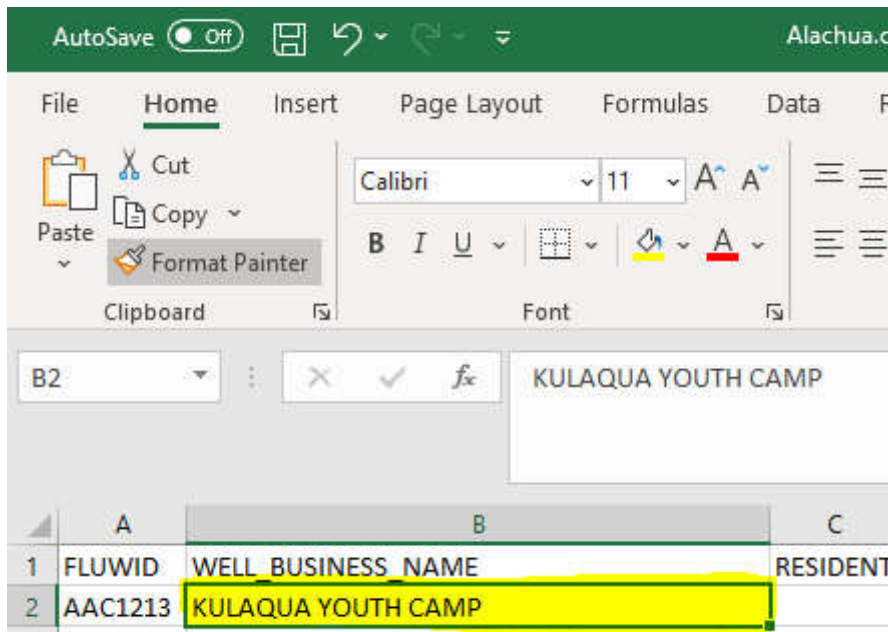 AutoSave Off Alachua.c
File Home Insert Page Layout Formulas Data
Cut
Copy
Paste
Format Painter
Calibri 11 A A
B I U A
Clipboard Font
B2 fx KULAQUA YOUTH CAMP
A B C
1 FLUWID WELL_BUSINESS_NAME RESIDENT
2 AAC1213 KULAQUA YOUTH CAMP